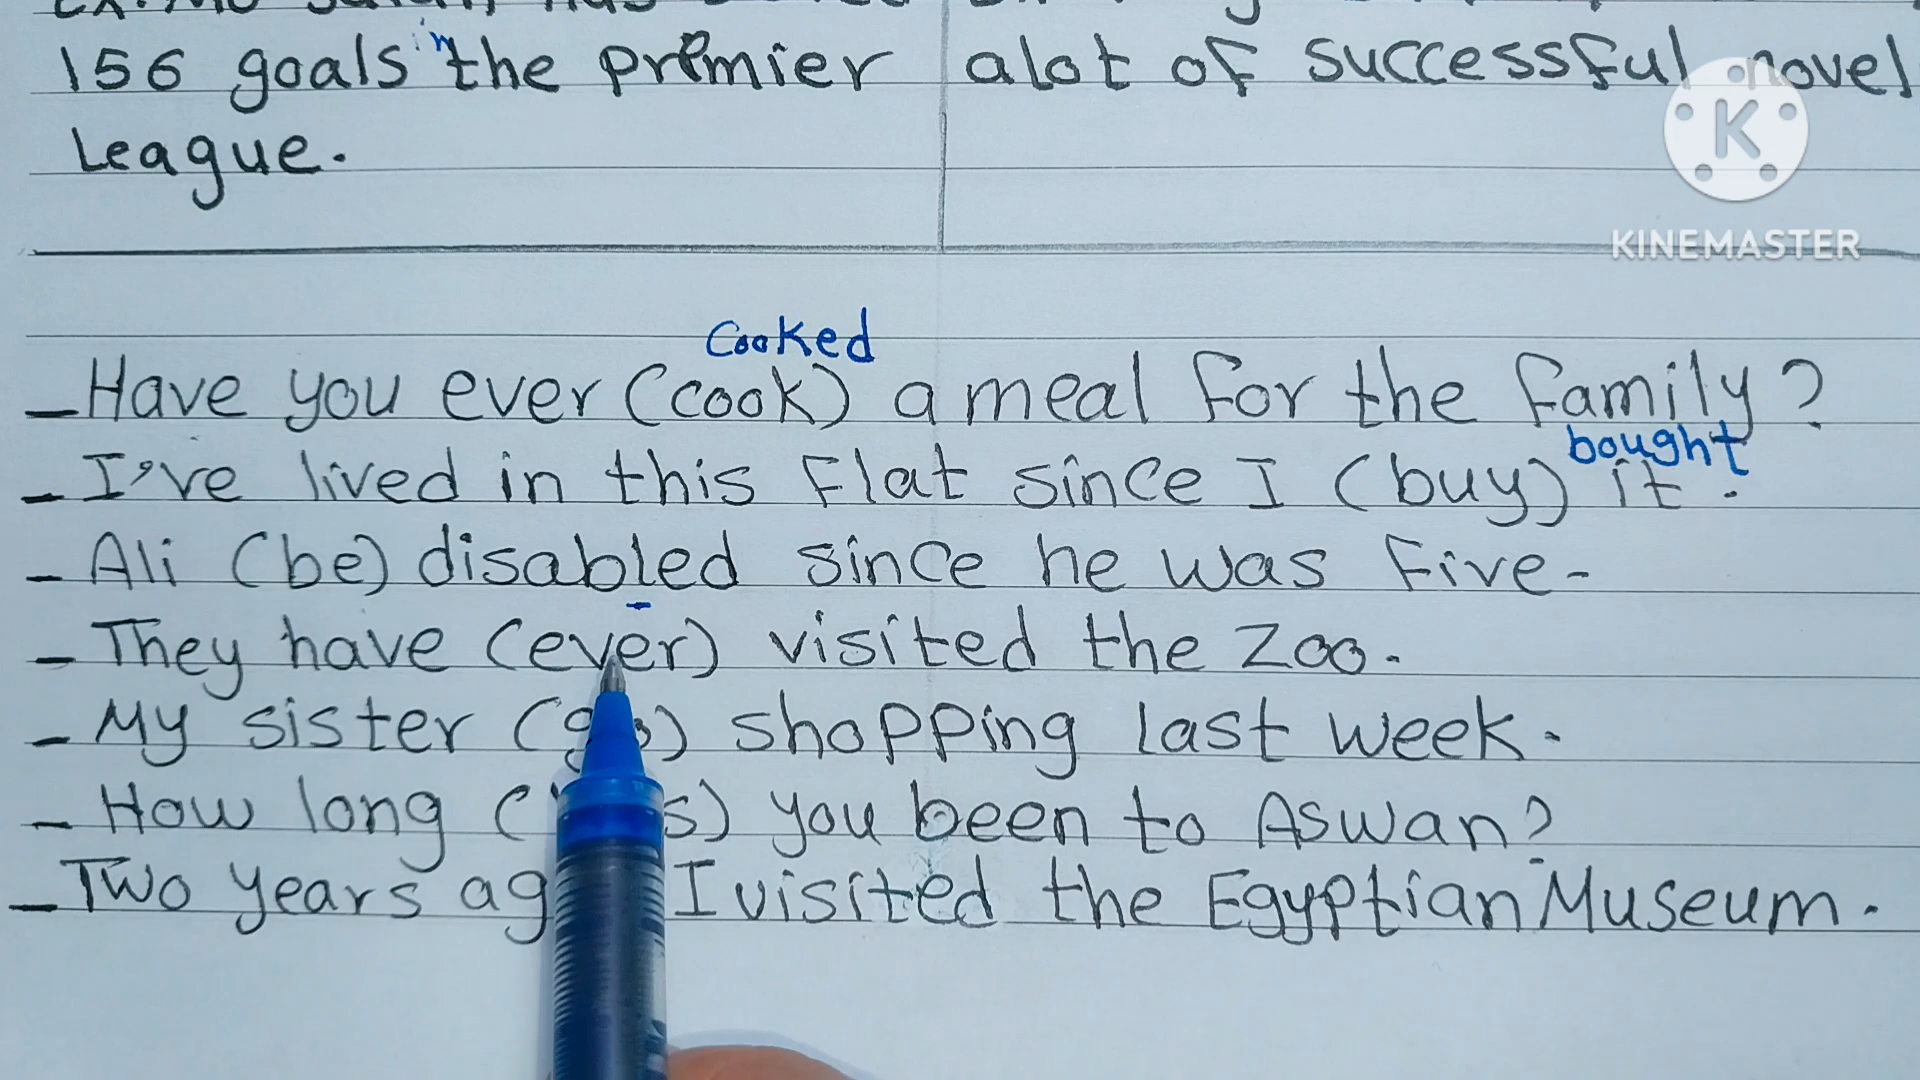 156 goals in the premier
League.
alot of successful novel
K
KINEMASTER
cooked
_ Have you ever (cook) a meal for the family?
bought
_ I've lived in this flat since I (buy) it.
_ Ali (be) disabled since he was five.
_ They have (ever) visited the zoo.
_ My sister (go) shopping last week.
_ How long you been to Aswan?
_ Two years I visited the Egyptian Museum.